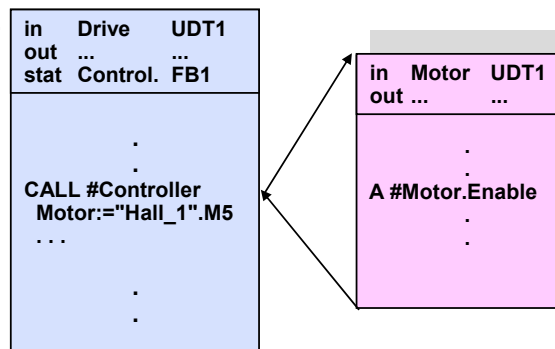 in Drive UDT1
out ... ...
stat Control. FB1
.
.
CALL #Controller
Motor:="Hall_1".M5
. . .
.
.
in Motor UDT1
out ... ...
.
.
A #Motor.Enable
.
.